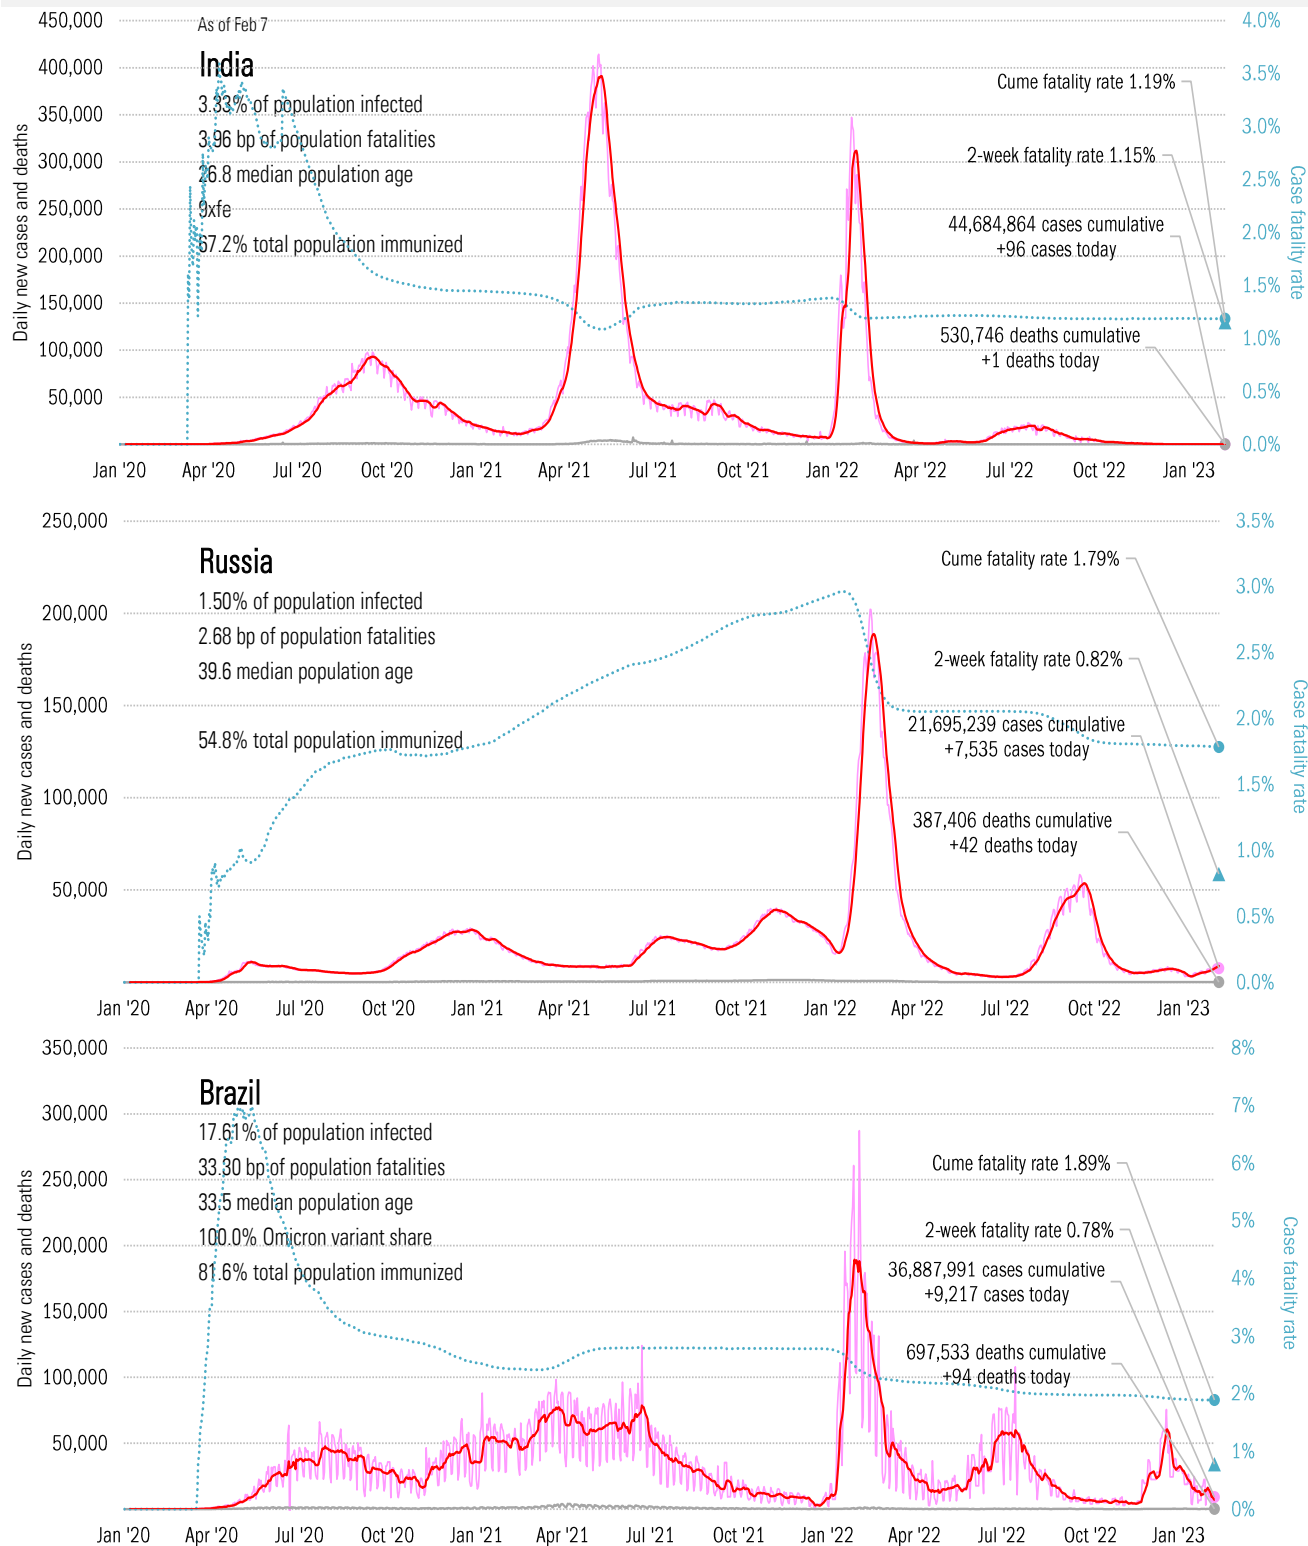 As of Feb 7
India
3.33% of population infected
3.96 bp of population fatalities
26.8 median population age
9xfe
67.2% total population immunized
Cume fatality rate 1.19%
2-week fatality rate 1.15%
44,684,864 cases cumulative
+96 cases today
530,746 deaths cumulative
+1 deaths today
Daily new cases and deaths
450,000
400,000
350,000
300,000
250,000
200,000
150,000
100,000
50,000
4.0%
3.5%
3.0%
2.5%
2.0%
1.5%
1.0%
0.5%
0.0%
Case fatality rate
Jan '20 Apr '20 Jul '20 Oct '20 Jan '21 Apr '21 Jul '21 Oct '21 Jan '22 Apr '22 Jul '22 Oct '22 Jan '23
Russia
1.50% of population infected
2.68 bp of population fatalities
39.6 median population age
54.8% total population immunized
Cume fatality rate 1.79%
2-week fatality rate 0.82%
21,695,239 cases cumulative
+7,535 cases today
387,406 deaths cumulative
+42 deaths today
Daily new cases and deaths
250,000
200,000
150,000
100,000
50,000
3.5%
3.0%
2.5%
2.0%
1.5%
1.0%
0.5%
0.0%
Case fatality rate
Jan '20 Apr '20 Jul '20 Oct '20 Jan '21 Apr '21 Jul '21 Oct '21 Jan '22 Apr '22 Jul '22 Oct '22 Jan '23
Brazil
17.61% of population infected
33.30 bp of population fatalities
33.5 median population age
100.0% Omicron variant share
81.6% total population immunized
Cume fatality rate 1.89%
2-week fatality rate 0.78%
36,887,991 cases cumulative
+9,217 cases today
697,533 deaths cumulative
+94 deaths today
Daily new cases and deaths
350,000
300,000
250,000
200,000
150,000
100,000
50,000
8%
7%
6%
5%
4%
3%
2%
1%
0%
Case fatality rate
Jan '20 Apr '20 Jul '20 Oct '20 Jan '21 Apr '21 Jul '21 Oct '21 Jan '22 Apr '22 Jul '22 Oct '22 Jan '23